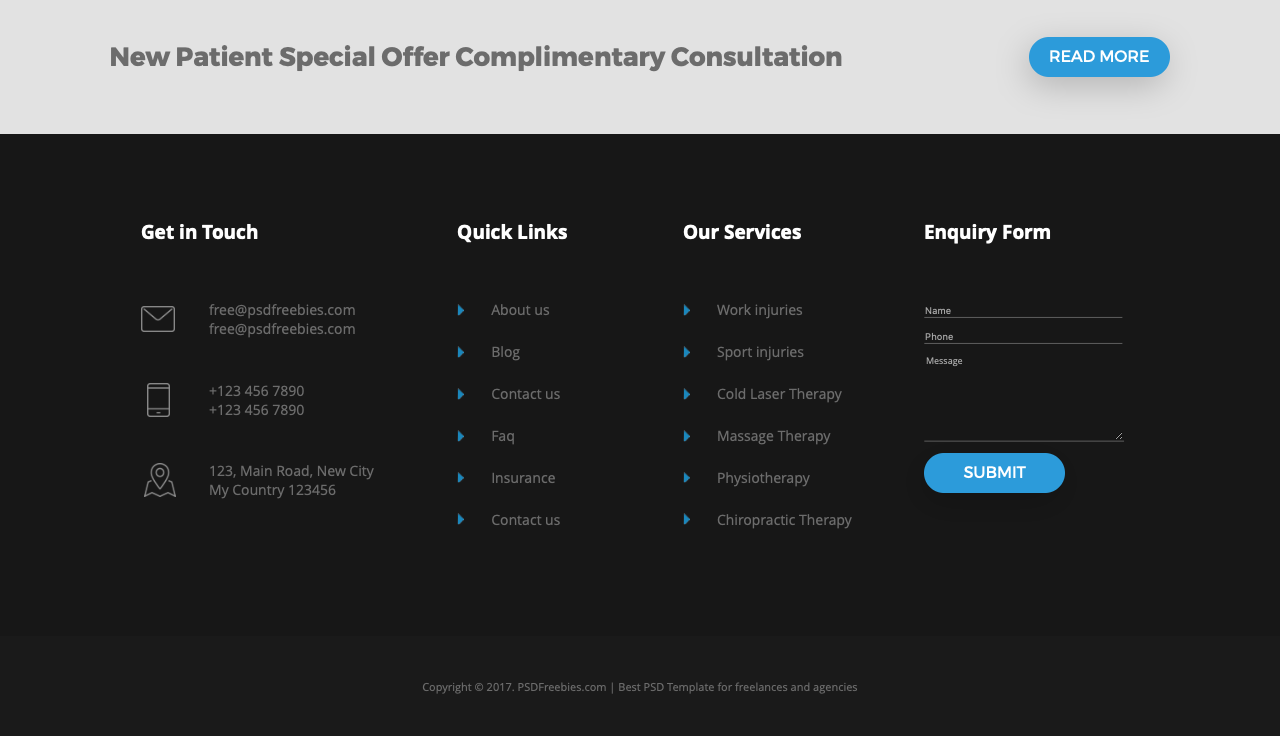 New Patient Special Offer Complimentary Consultation
READ MORE
Get in Touch
free@psdfreebies.com
free@psdfreebies.com
+123 456 7890
+123 456 7890
123, Main Road, New City
My Country 123456
Quick Links
About us
Blog
Contact us
Faq
Insurance
Contact us
Our Services
Work injuries
Sport injuries
Cold Laser Therapy
Massage Therapy
Physiotherapy
Chiropractic Therapy
Enquiry Form
Name
Phone
Message
SUBMIT
Copyright © 2017. PSDFreebies.com | Best PSD Template for freelances and agencies